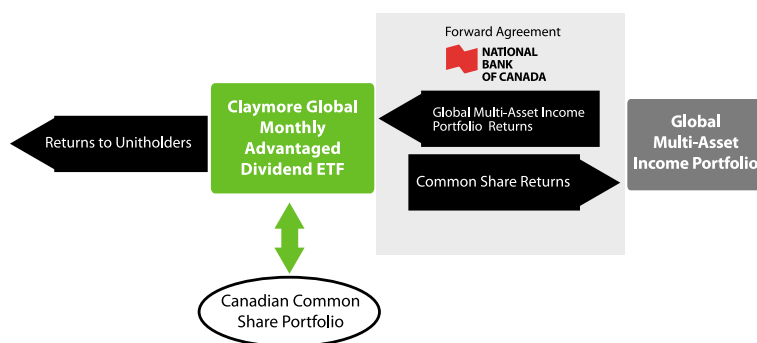 Forward Agreement
NATIONAL
BANK
OF CANADA
Returns to Unitholders
Claymore Global
Monthly
Advantaged
Dividend ETF
Global Multi-Asset Income
Portfolio Returns
Common Share Returns
Global
Multi-Asset
Income Portfolio
Canadian Common
Share Portfolio